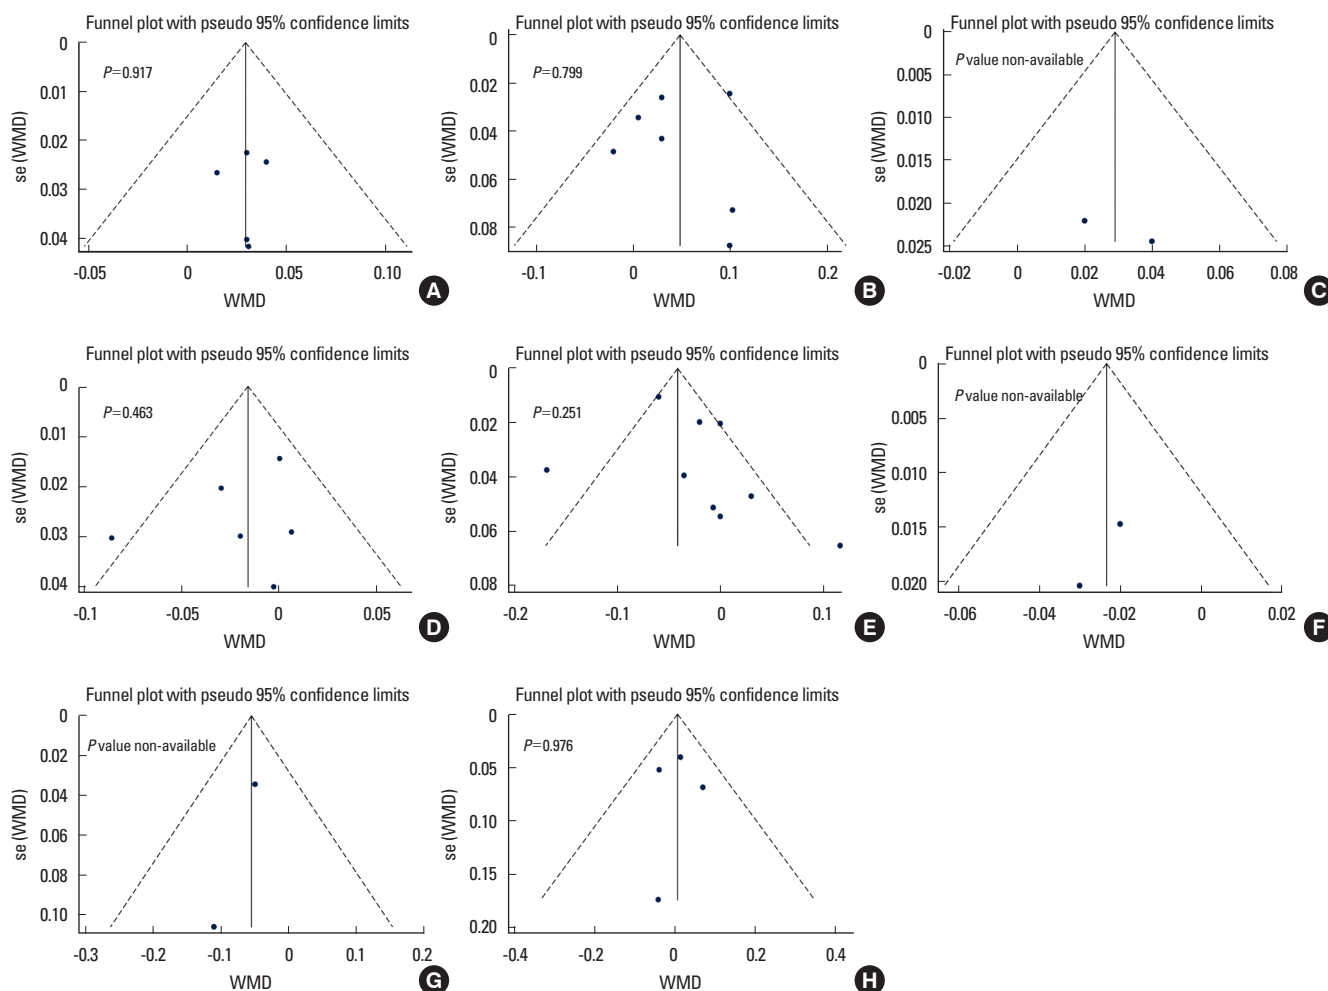 Funnel plot with pseudo 95% confidence limits
P=0.917
0
0.01
0.02
0.03
0.04
se (WMD)
-0.05 0 0.05 0.10
WMD
A
Funnel plot with pseudo 95% confidence limits
P=0.799
0
0.02
0.04
0.06
0.08
se (WMD)
-0.1 0 0.1 0.2
WMD
B
Funnel plot with pseudo 95% confidence limits
P value non-available
0
0.005
0.010
0.015
0.020
0.025
se (WMD)
-0.02 0 0.02 0.04 0.06 0.08
WMD
C
Funnel plot with pseudo 95% confidence limits
P=0.463
0
0.01
0.02
0.03
0.04
se (WMD)
-0.1 -0.05 0 0.05
WMD
D
Funnel plot with pseudo 95% confidence limits
P=0.251
0
0.02
0.04
0.06
0.08
se (WMD)
-0.2 -0.1 0 0.1
WMD
E
Funnel plot with pseudo 95% confidence limits
P value non-available
0
0.005
0.010
0.015
0.020
se (WMD)
-0.06 -0.04 -0.02 0 0.02
WMD
F
Funnel plot with pseudo 95% confidence limits
P value non-available
0
0.02
0.04
0.06
0.08
0.10
se (WMD)
-0.3 -0.2 -0.1 0 0.1 0.2
WMD
G
Funnel plot with pseudo 95% confidence limits
P=0.976
0
0.05
0.10
0.15
0.20
se (WMD)
-0.4 -0.2 0 0.2 0.4
WMD
H